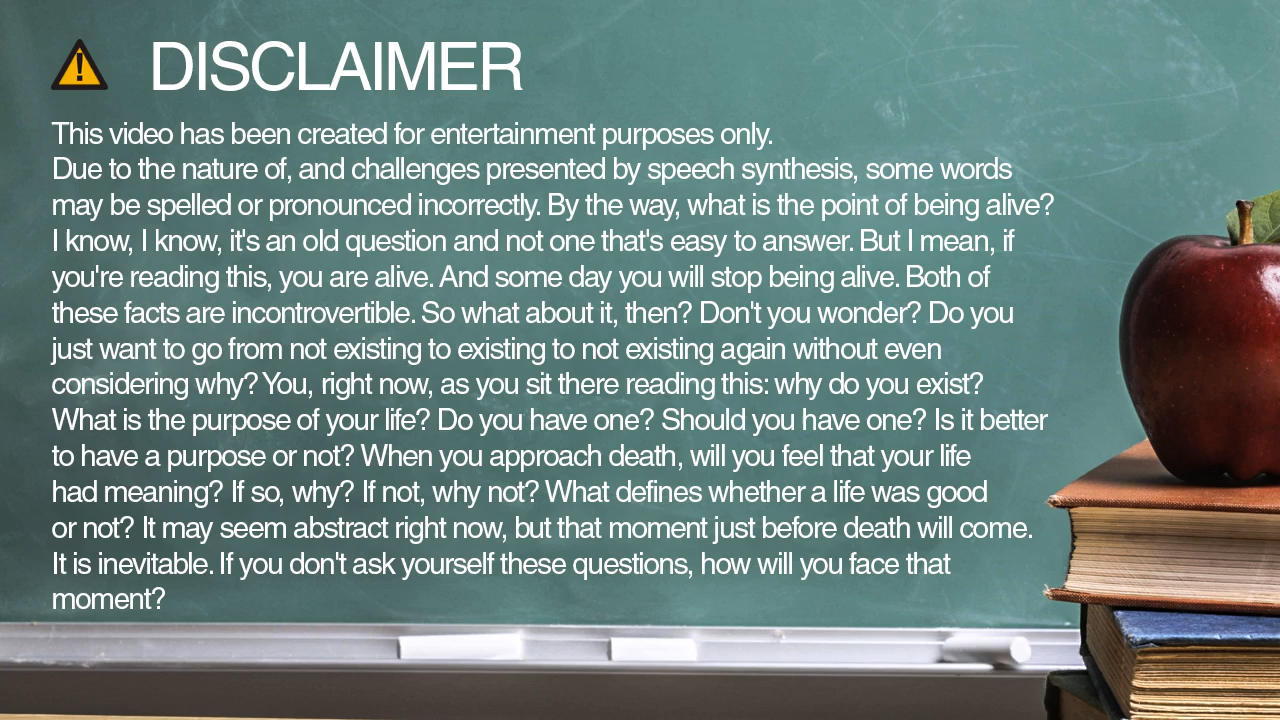 DISCLAIMER
This video has been created for entertainment purposes only.
Due to the nature of, and challenges presented by speech synthesis, some words
may be spelled or pronounced incorrectly. By the way, what is the point of being alive?
I know, I know, it's an old question and not one that's easy to answer. But I mean, if
you're reading this, you are alive. And some day you will stop being alive. Both of
these facts are incontrovertible. So what about it, then? Don't you wonder? Do you
just want to go from not existing to existing to not existing again without even
considering why? You, right now, as you sit there reading this: why do you exist?
What is the purpose of your life? Do you have one? Should you have one? Is it better
to have a purpose or not? When you approach death, will you feel that your life
had meaning? If so, why? If not, why not? What defines whether a life was good
or not? It may seem abstract right now, but that moment just before death will come.
It is inevitable. If you don't ask yourself these questions, how will you face that
moment?